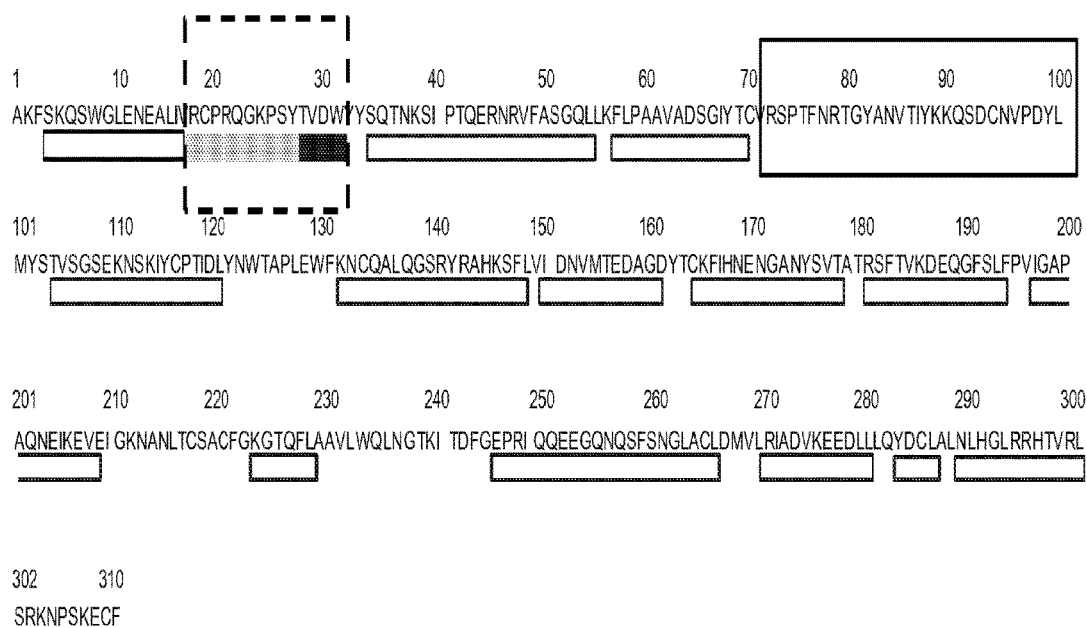 1 10 20 30 40 50 60 70 80 90 100
AKFSKQSWGLENEALIVRCPRQGKPSYTVDWYYSQTNKSI PTQERNRVFASGQLLKFLPAAVADSGIYTCVRSPTFNRTGYANVTIYKKQSDCNVPDYL
101 110 120 130 140 150 160 170 180 190 200
MYSTVSGSEKNSKIYCPTIDLYNWTAPLEWFKNCQALQGSRYRAHKSFLVI DNVMTEDAGDYTCKFIHNENGANYSVTATRSFTVKDEQGFSLFPVIGAP
201 210 220 230 240 250 260 270 280 290 300
AQNEIKEVEI GKNANLTCSACFGKGTQFLAAVLWQLNGTKI TDFGEPRI QQEEGQNQSFSNGLACLDMVLRIADVKEEDLLLQYDCLALNLHGLRRHTVRL
302 310
SRKNPSKECF